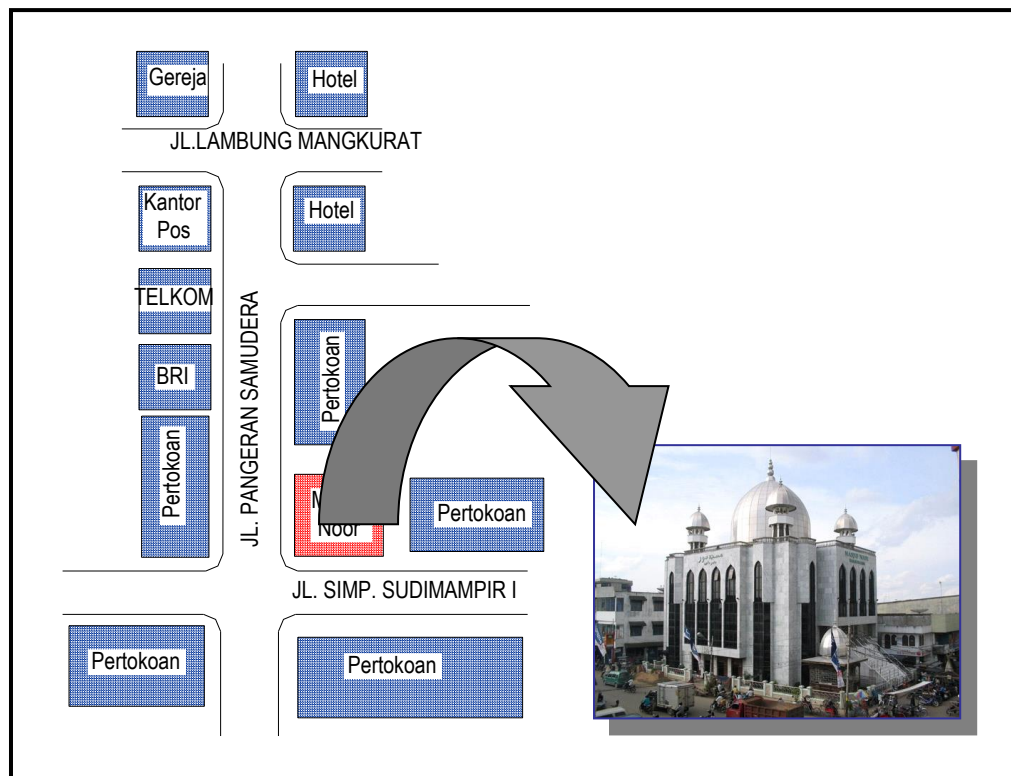 Gereja
Hotel
JL.LAMBUNG MANGKURAT
Kantor
Pos
Hotel
TELKOM
JL. PANGERAN SAMUDERA
BRI
Pertokoan
Pertokoan
Noor
Pertokoan
JL. SIMP. SUDIMAMPIR I
Pertokoan
Pertokoan